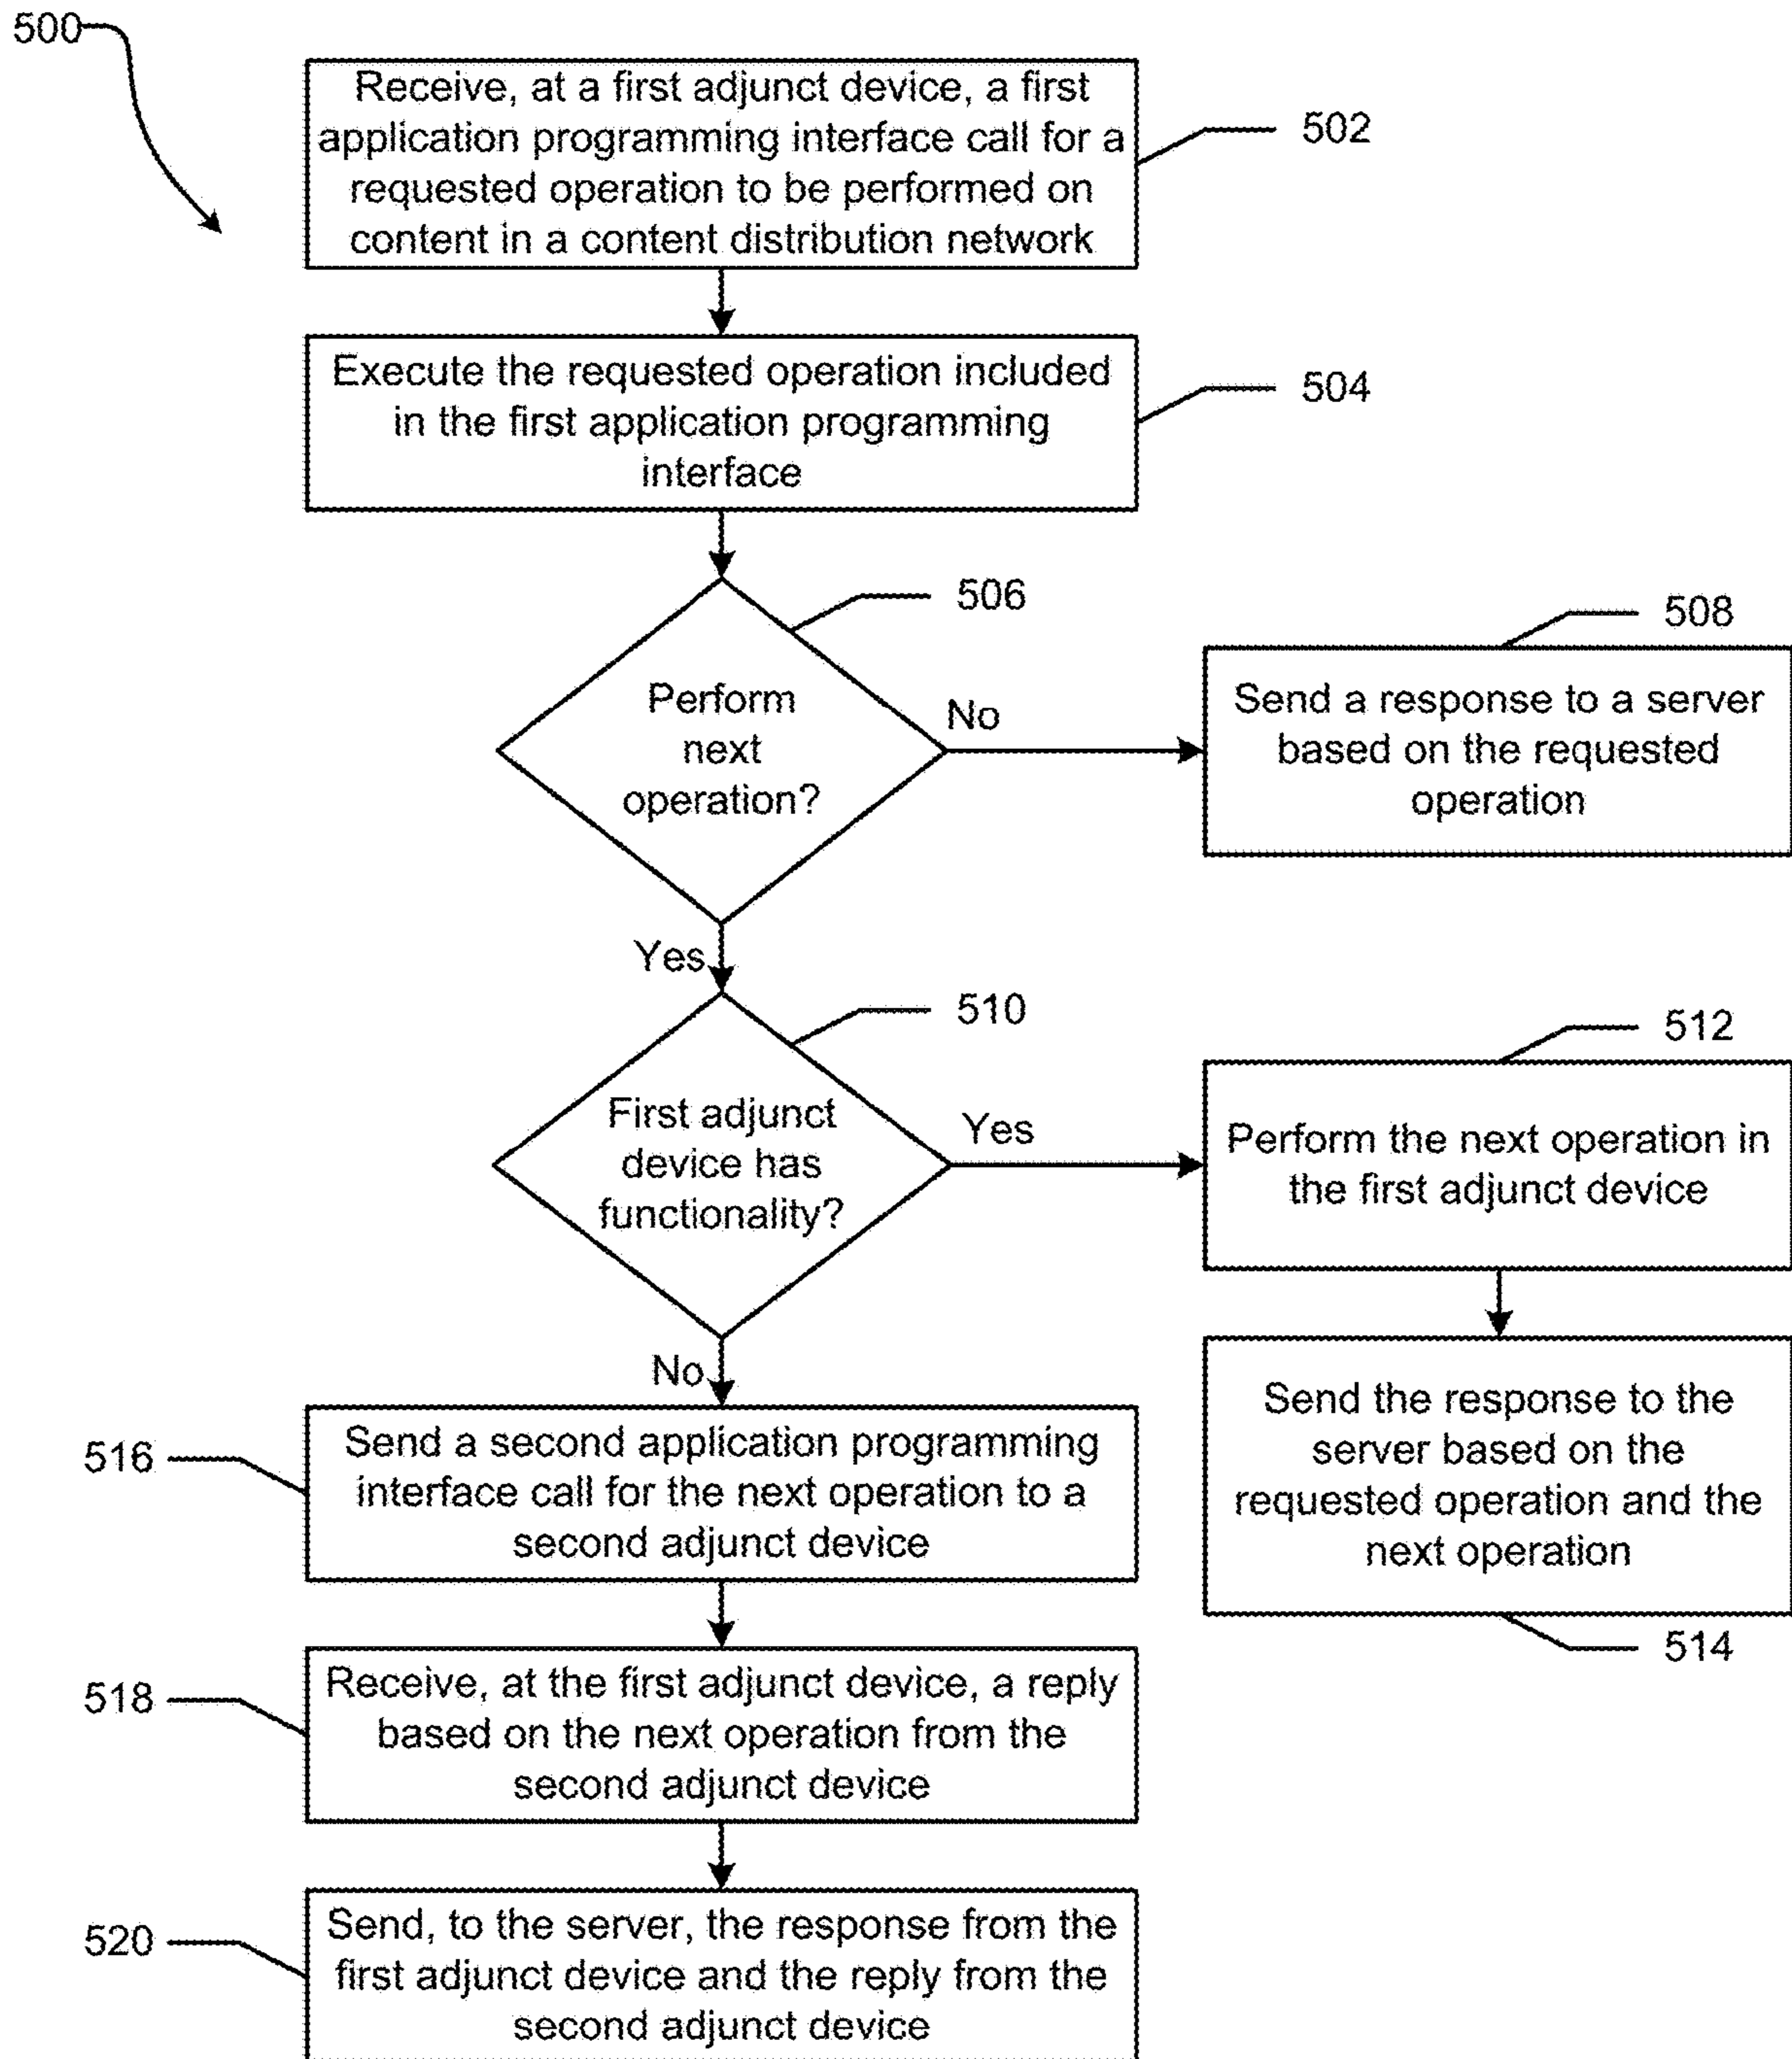 500
Receive, at a first adjunct device, a first
application programming interface call for a
requested operation to be performed on
content in a content distribution network
502
Execute the requested operation included
in the first application programming
interface
504
506
Perform
next
operation?
No
508
Send a response to a server
based on the requested
operation
Yes
510
First adjunct
device has
functionality?
Yes
512
Perform the next operation in
the first adjunct device
Send the response to the
server based on the
requested operation and the
next operation
514
No
516
Send a second application programming
interface call for the next operation to a
second adjunct device
518
Receive, at the first adjunct device, a reply
based on the next operation from the
second adjunct device
520
Send, to the server, the response from the
first adjunct device and the reply from the
second adjunct device